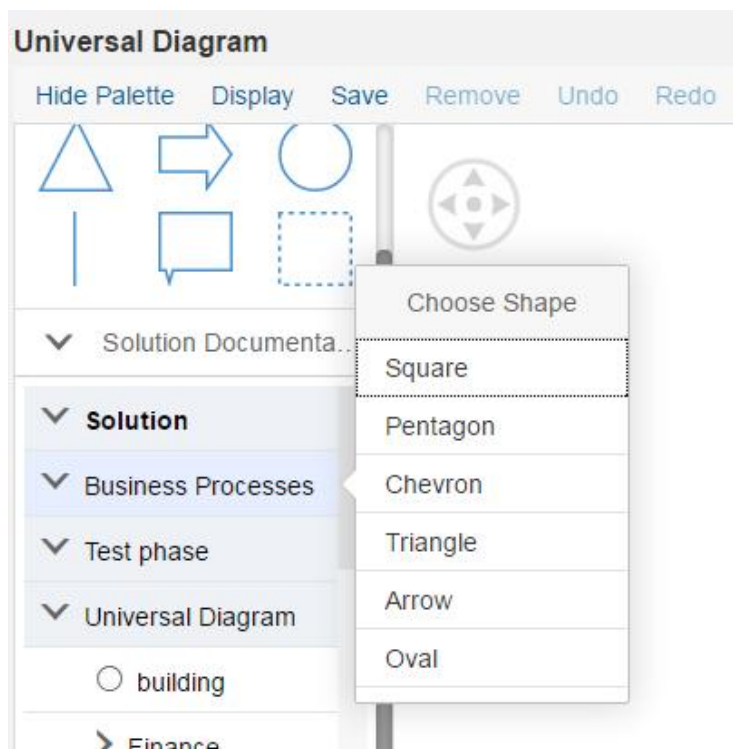 Universal Diagram
Hide Palette Display Save Remove Undo Redo
Choose Shape
Solution Documenta...
Square
Solution
Pentagon
Business Processes
Chevron
Test phase
Triangle
Universal Diagram
Arrow
building
Oval
Finance